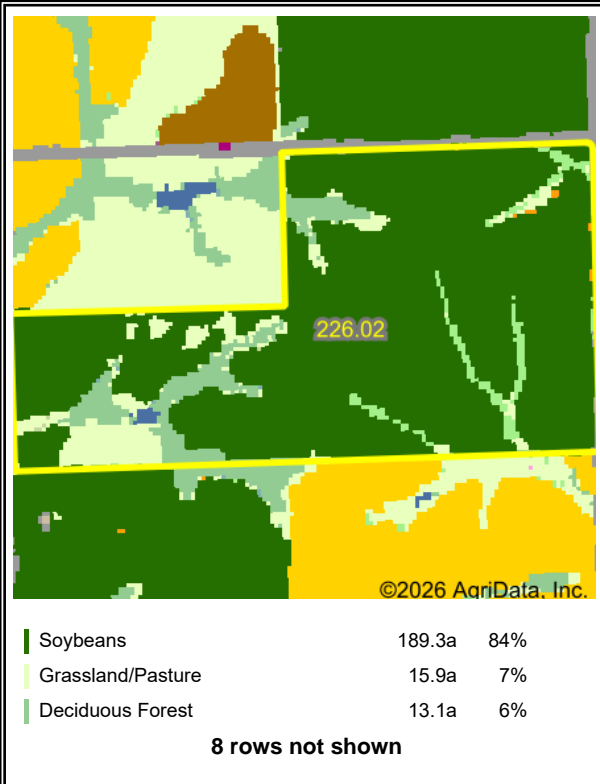 226.02
©2026 AgriData, Inc.
Soybeans 189.3a 84%
Grassland/Pasture 15.9a 7%
Deciduous Forest 13.1a 6%
8 rows not shown